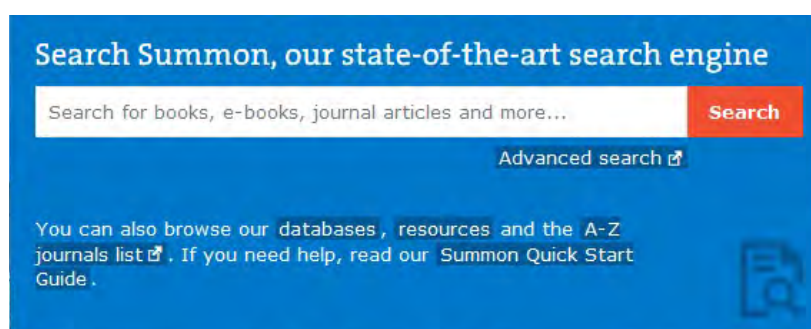 Search Summon, our state-of-the-art search engine
Search for books, e-books, journal articles and more... Search
Advanced search
You can also browse our databases, resources and the A-Z
journals list. If you need help, read our Summon Quick Start
Guide.